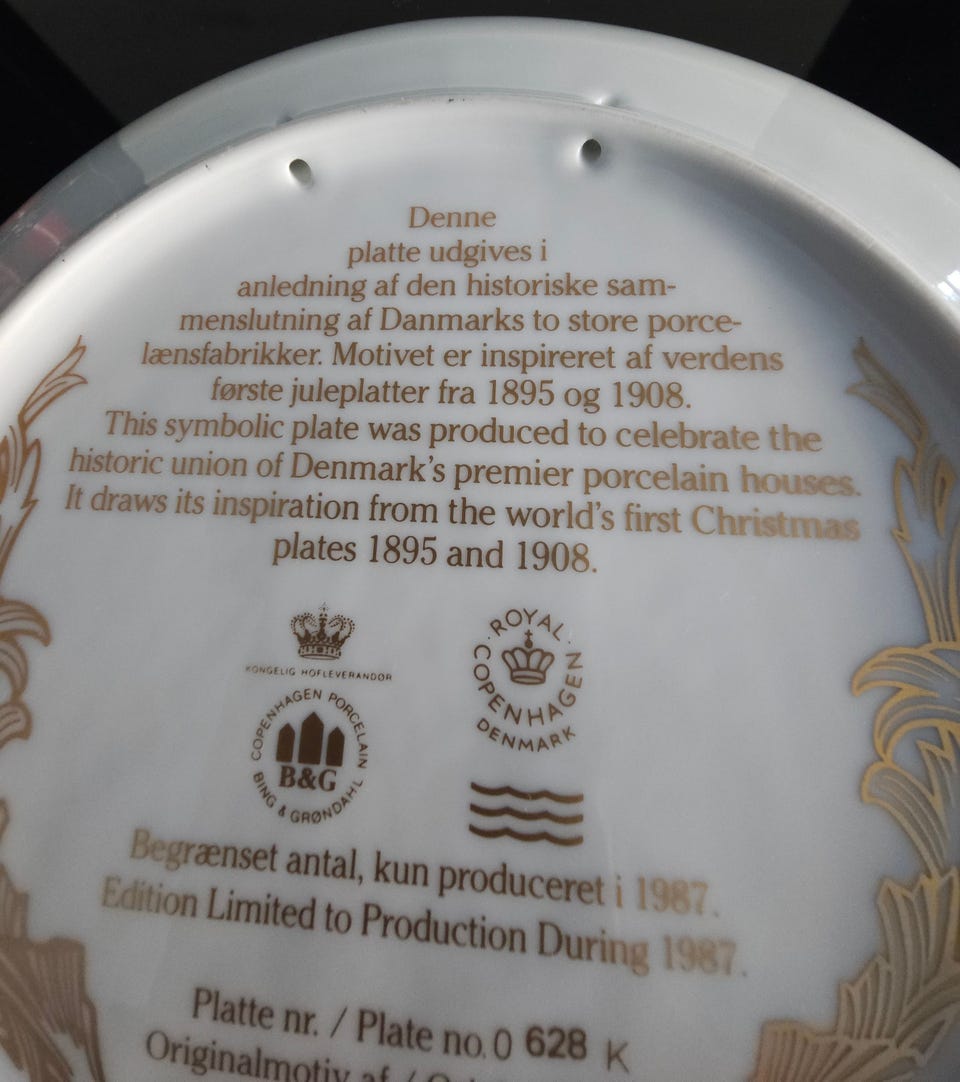 Denne
platte udgives i
anledning af den historiske sam-
menslutning af Danmarks to store porce-
lænsfabrikker. Motivet er inspireret af verdens
første juleplatter fra 1895 og 1908.
This symbolic plate was produced to celebrate the
historic union of Denmark's premier porcelain houses.
It draws its inspiration from the world's first Christmas
plates 1895 and 1908.
KONGELIG HOFLEVERANDØR
COPENHAGEN PORCELAIN
B&G
BING & GRØNDAHL
ROYAL
COPENHAGEN
DENMARK
Begrænset antal, kun produceret i 1987.
Edition Limited to Production During 1987.
Platte nr. / Plate no. 0 628 K
Originalmotiv af /